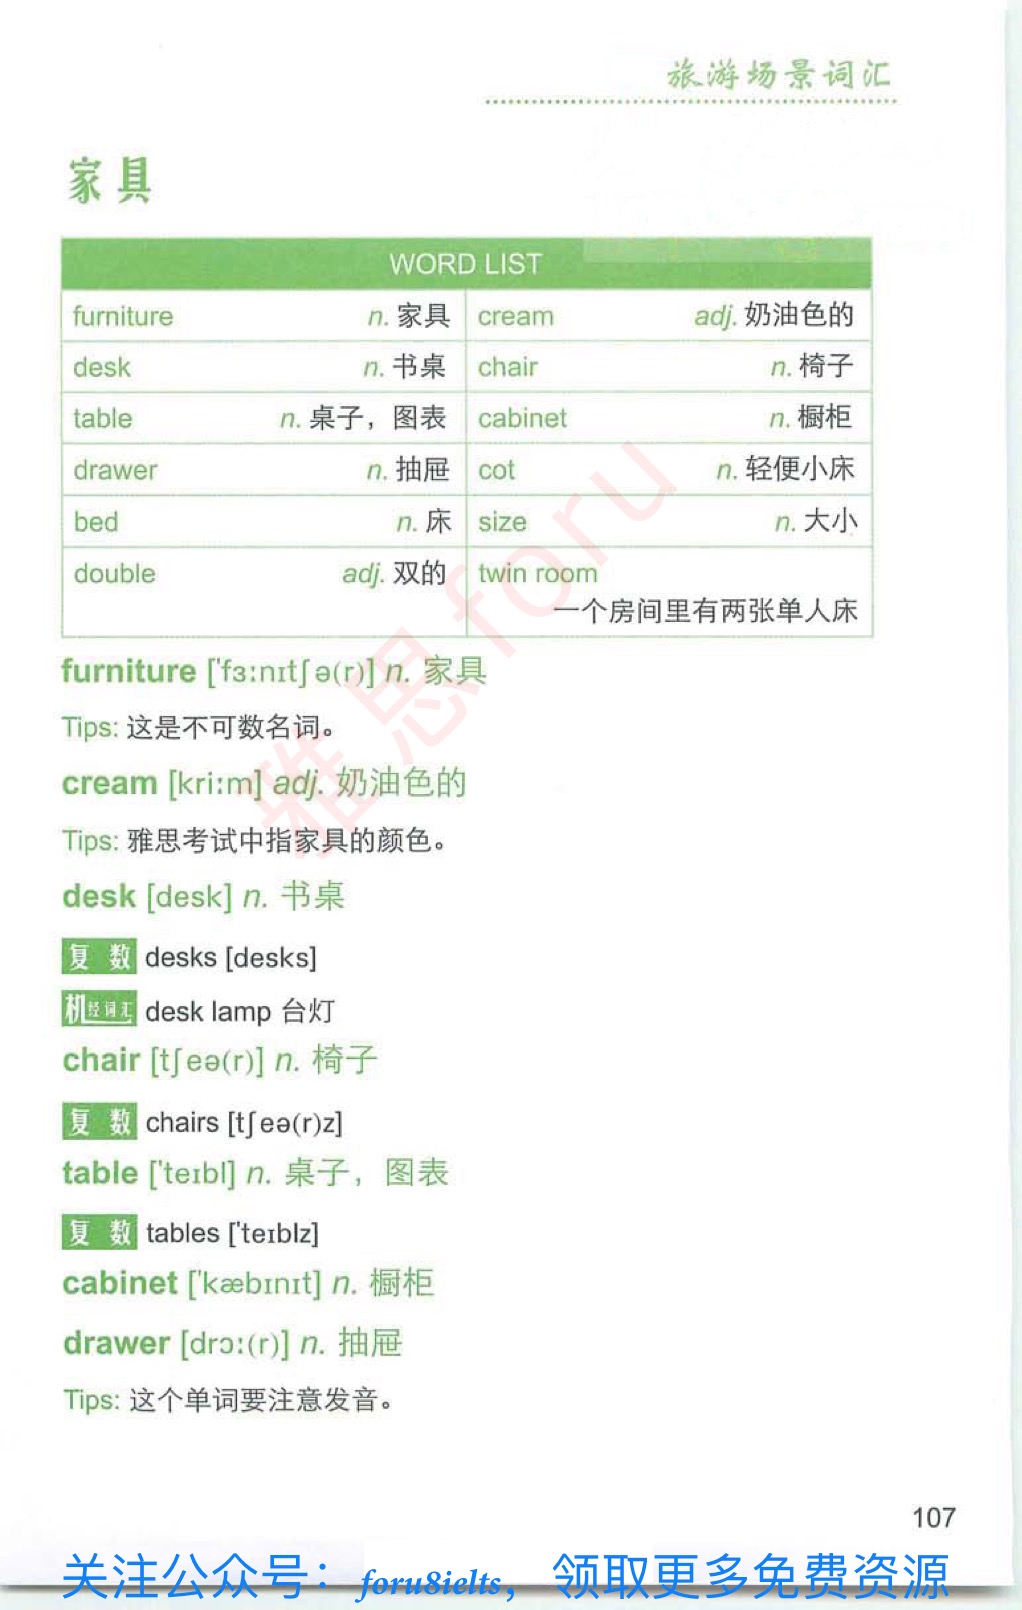 旅游场景词汇
家具
WORD LIST
furniture n. 家具 cream adj. 奶油色的
desk n. 书桌 chair n. 椅子
table n. 桌子，图表 cabinet n. 橱柜
drawer n. 抽屉 cot n. 轻便小床
bed n. 床 size n. 大小
double adj. 双的 twin room
一个房间里有两张单人床
furniture ['fɜːnɪtʃə(r)] n. 家具
Tips: 这是不可数名词。
cream [kriːm] adj. 奶油色的
Tips: 雅思考试中指家具的颜色。
desk [desk] n. 书桌
复数 desks [desks]
机经词汇 desk lamp 台灯
chair [tʃeə(r)] n. 椅子
复数 chairs [tʃeə(r)z]
table ['teɪbl] n. 桌子，图表
复数 tables ['teɪblz]
cabinet ['kæbɪnɪt] n. 橱柜
drawer [drɔː(r)] n. 抽屉
Tips: 这个单词要注意发音。
107
关注公众号：foru8ielts，领取更多免费资源
雅思foru